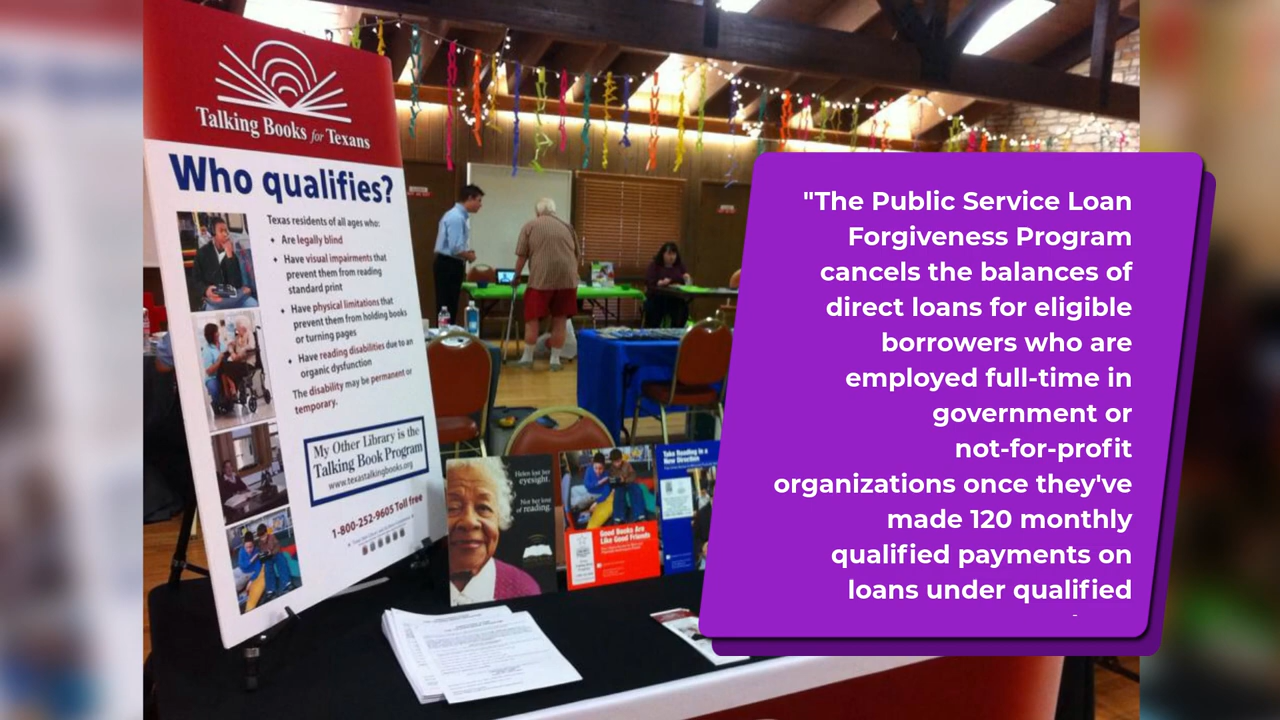 Talking Books for Texans
Who qualifies?
Texas residents of all ages who:
• Are legally blind
• Have visual impairments that
prevent them from reading
standard print
• Have physical limitations that
prevent them from holding books
or turning pages
• Have reading disabilities due to an
organic dysfunction
The disability may be permanent or
temporary.
My Other Library is the
Talking Book Program
www.texastalkingbooks.org
1-800-252-9605 Toll free
Helen lost her
eyesight.
Not her love
of reading.
Good Books Are
Like Good Friends
Take Reading in a
New Direction
"The Public Service Loan
Forgiveness Program
cancels the balances of
direct loans for eligible
borrowers who are
employed full-time in
government or
not-for-profit
organizations once they've
made 120 monthly
qualified payments on
loans under qualified